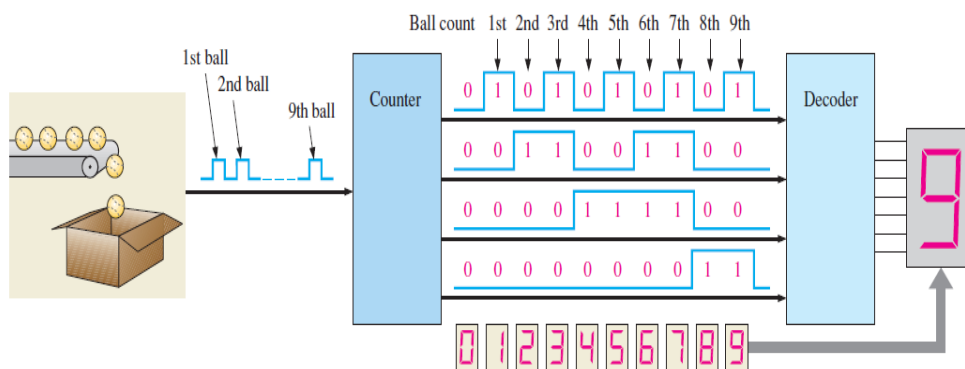 Ball count 1st 2nd 3rd 4th 5th 6th 7th 8th 9th
1st ball
2nd ball
9th ball
Counter
0 1 0 1 0 1 0 1 0 1
Decoder
0 0 1 1 0 0 1 1 0 0
0 0 0 0 1 1 1 1 0 0
0 0 0 0 0 0 0 0 1 1
9
0 1 2 3 4 5 6 7 8 9